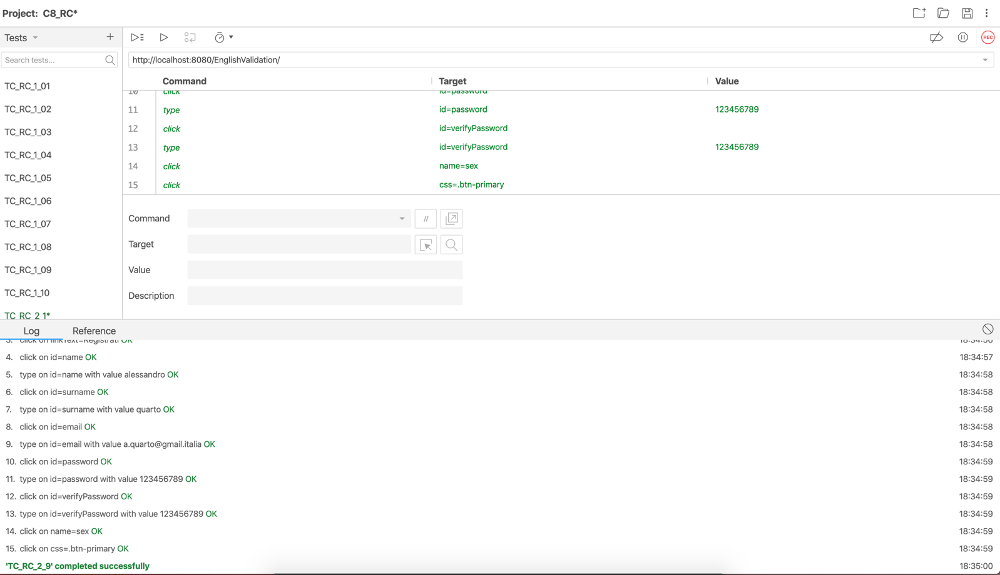 Project: C8_RC*
Tests
REC
Search tests...
http://localhost:8080/EnglishValidation/
Command Target Value
10 click id=password
11 type id=password 123456789
12 click id=verifyPassword
13 type id=verifyPassword 123456789
14 click name=sex
15 click css=.btn-primary
TC_RC_1_01
TC_RC_1_02
TC_RC_1_03
TC_RC_1_04
TC_RC_1_05
TC_RC_1_06
TC_RC_1_07
TC_RC_1_08
TC_RC_1_09
TC_RC_1_10
TC_RC_2_1*
Command //
Target
Value
Description
Log Reference
3. click on linkText=Registrati OK 18:34:56
4. click on id=name OK 18:34:57
5. type on id=name with value alessandro OK 18:34:58
6. click on id=surname OK 18:34:58
7. type on id=surname with value quarto OK 18:34:58
8. click on id=email OK 18:34:58
9. type on id=email with value a.quarto@gmail.italia OK 18:34:58
10. click on id=password OK 18:34:59
11. type on id=password with value 123456789 OK 18:34:59
12. click on id=verifyPassword OK 18:34:59
13. type on id=verifyPassword with value 123456789 OK 18:34:59
14. click on name=sex OK 18:34:59
15. click on css=.btn-primary OK 18:34:59
'TC_RC_2_9' completed successfully 18:35:00